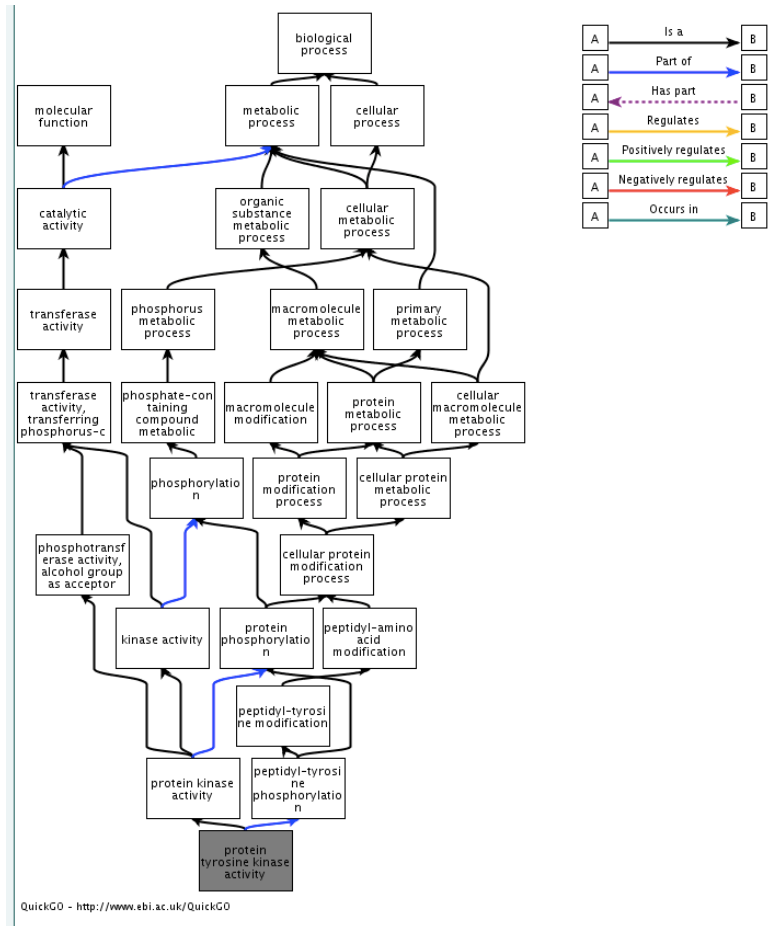 biological
process
A
Is a
B
A
Part of
B
molecular
function
metabolic
process
cellular
process
A
Has part
B
A
Regulates
B
A
Positively regulates
B
A
Negatively regulates
B
A
Occurs in
B
catalytic
activity
organic
substance
metabolic
process
cellular
metabolic
process
transferase
activity
phosphorus
metabolic
process
macromolecule
metabolic
process
primary
metabolic
process
transferase
activity,
transferring
phosphorus-c
phosphate-con
taining
compound
metabolic
macromolecule
modification
protein
metabolic
process
cellular
macromolecule
metabolic
process
phosphorylatio
n
protein
modification
process
cellular protein
metabolic
process
phosphotransf
erase activity,
alcohol group
as acceptor
cellular protein
modification
process
kinase activity
protein
phosphorylatio
n
peptidyl-amino
acid
modification
peptidyl-tyrosi
ne modification
protein kinase
activity
peptidyl-tyrosi
ne
phosphorylatio
n
protein
tyrosine kinase
activity
QuickGO - http://www.ebi.ac.uk/QuickGO